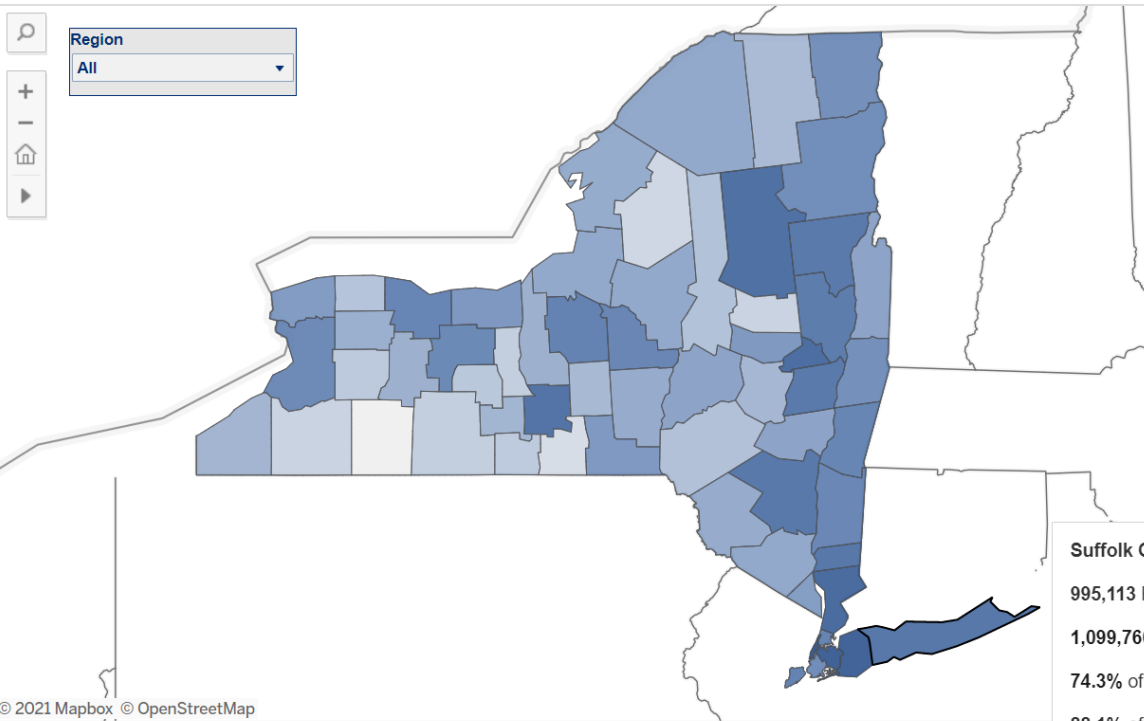 Region
All
Suffolk
995,113
1,099,76
74.3% of
© 2021 Mapbox © OpenStreetMap